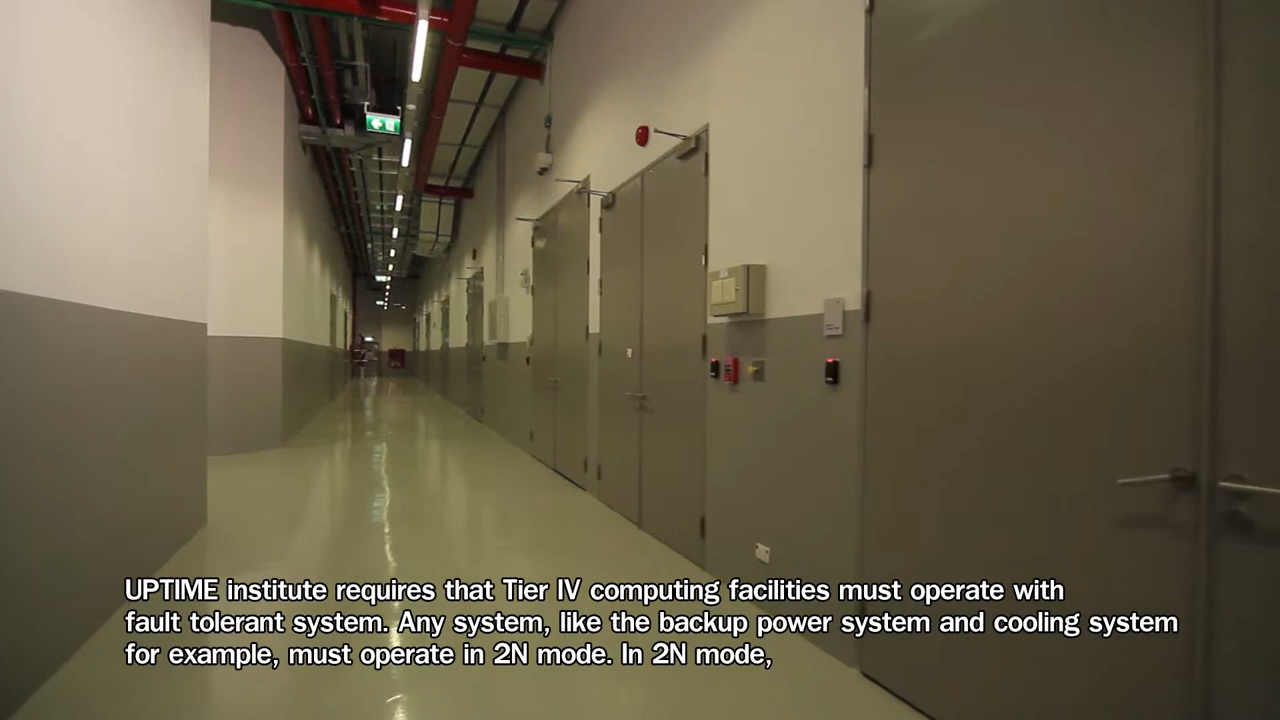 UPTIME institute requires that Tier IV computing facilities must operate with
fault tolerant system. Any system, like the backup power system and cooling system
for example, must operate in 2N mode. In 2N mode,